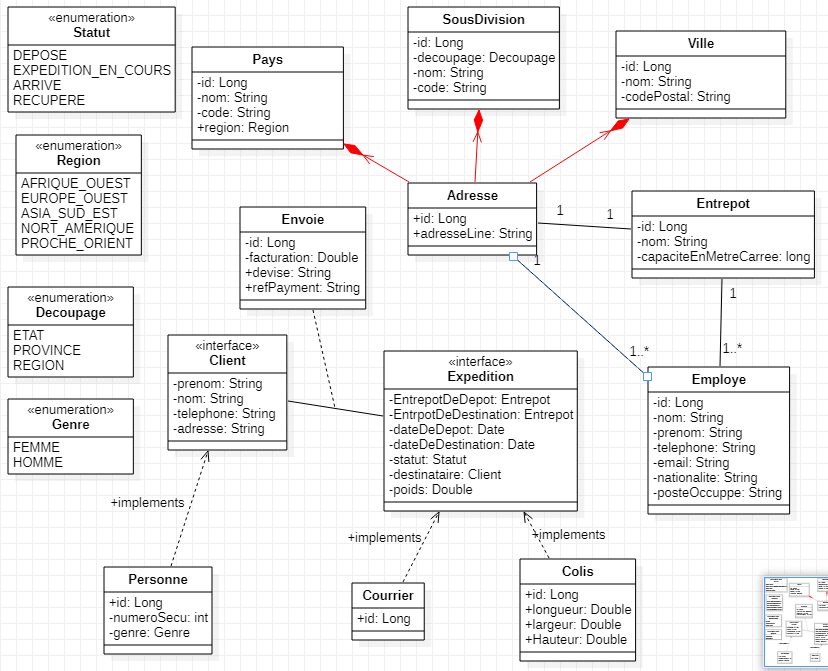 «enumeration»
Statut
DEPOSE
EXPEDITION_EN_COURS
ARRIVE
RECUPERE
Pays
-id: Long
-nom: String
-code: String
+region: Region
SousDivision
-id: Long
-decoupage: Decoupage
-nom: String
-code: String
Ville
-id: Long
-nom: String
-codePostal: String
«enumeration»
Region
AFRIQUE_OUEST
EUROPE_OUEST
ASIA_SUD_EST
NORT_AMERIQUE
PROCHE_ORIENT
Adresse
+id: Long
+adresseLine: String
1
1
1
Entrepot
-id: Long
-nom: String
-capaciteEnMetreCarree: long
1
1..*
1..*
Envoie
-id: Long
-facturation: Double
+devise: String
+refPayment: String
«enumeration»
Decoupage
ETAT
PROVINCE
REGION
«interface»
Client
-prenom: String
-nom: String
-telephone: String
-adresse: String
«interface»
Expedition
-EntrepotDeDepot: Entrepot
-EntrpotDeDestination: Entrepot
-dateDeDepot: Date
-dateDeDestination: Date
-statut: Statut
-destinataire: Client
-poids: Double
Employe
-id: Long
-nom: String
-prenom: String
-telephone: String
-email: String
-nationalite: String
-posteOccuppe: String
«enumeration»
Genre
FEMME
HOMME
+implements
+implements
+implements
Personne
+id: Long
-numeroSecu: int
-genre: Genre
Courrier
+id: Long
Colis
+id: Long
+longueur: Double
+largeur: Double
+Hauteur: Double